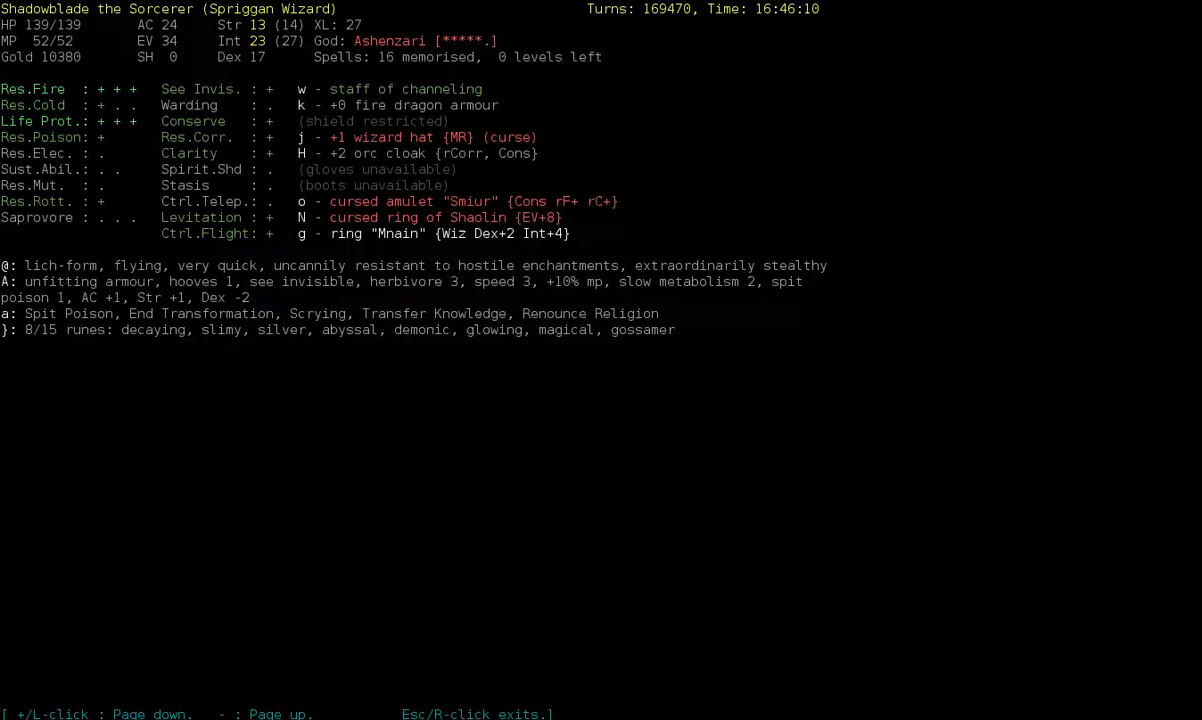 Shadowblade the Sorcerer (Spriggan Wizard) Turns: 169470, Time: 16:46:10
HP 139/139 AC 24 Str 13 (14) XL: 27
MP 52/52 EV 34 Int 23 (27) God: Ashenzari [*****.]
Gold 10380 SH 0 Dex 17 Spells: 16 memorised, 0 levels left
Res.Fire : + + + See Invis. : + w - staff of channeling
Res.Cold : + . . Warding : . k - +0 fire dragon armour
Life Prot.: + + + Conserve : + (shield restricted)
Res.Poison: + Res.Corr. : + j - +1 wizard hat {MR} (curse)
Res.Elec. : . Clarity : + H - +2 orc cloak {rCorr, Cons}
Sust.Abil.: . . Spirit.Shd : . (gloves unavailable)
Res.Mut. : . Stasis : . (boots unavailable)
Res.Rott. : + Ctrl.Telep.: . o - cursed amulet "Smiur" {Cons rF+ rC+}
Saprovore : . . . Levitation : + N - cursed ring of Shaolin {EV+8}
Ctrl.Flight: + g - ring "Mnain" {Wiz Dex+2 Int+4}
@: lich-form, flying, very quick, uncannily resistant to hostile enchantments, extraordinarily stealthy
A: unfitting armour, hooves 1, see invisible, herbivore 3, speed 3, +10% mp, slow metabolism 2, spit
poison 1, AC +1, Str +1, Dex -2
a: Spit Poison, End Transformation, Scrying, Transfer Knowledge, Renounce Religion
}: 8/15 runes: decaying, slimy, silver, abyssal, demonic, glowing, magical, gossamer
[ +/L-click : Page down. - : Page up. Esc/R-click exits.]